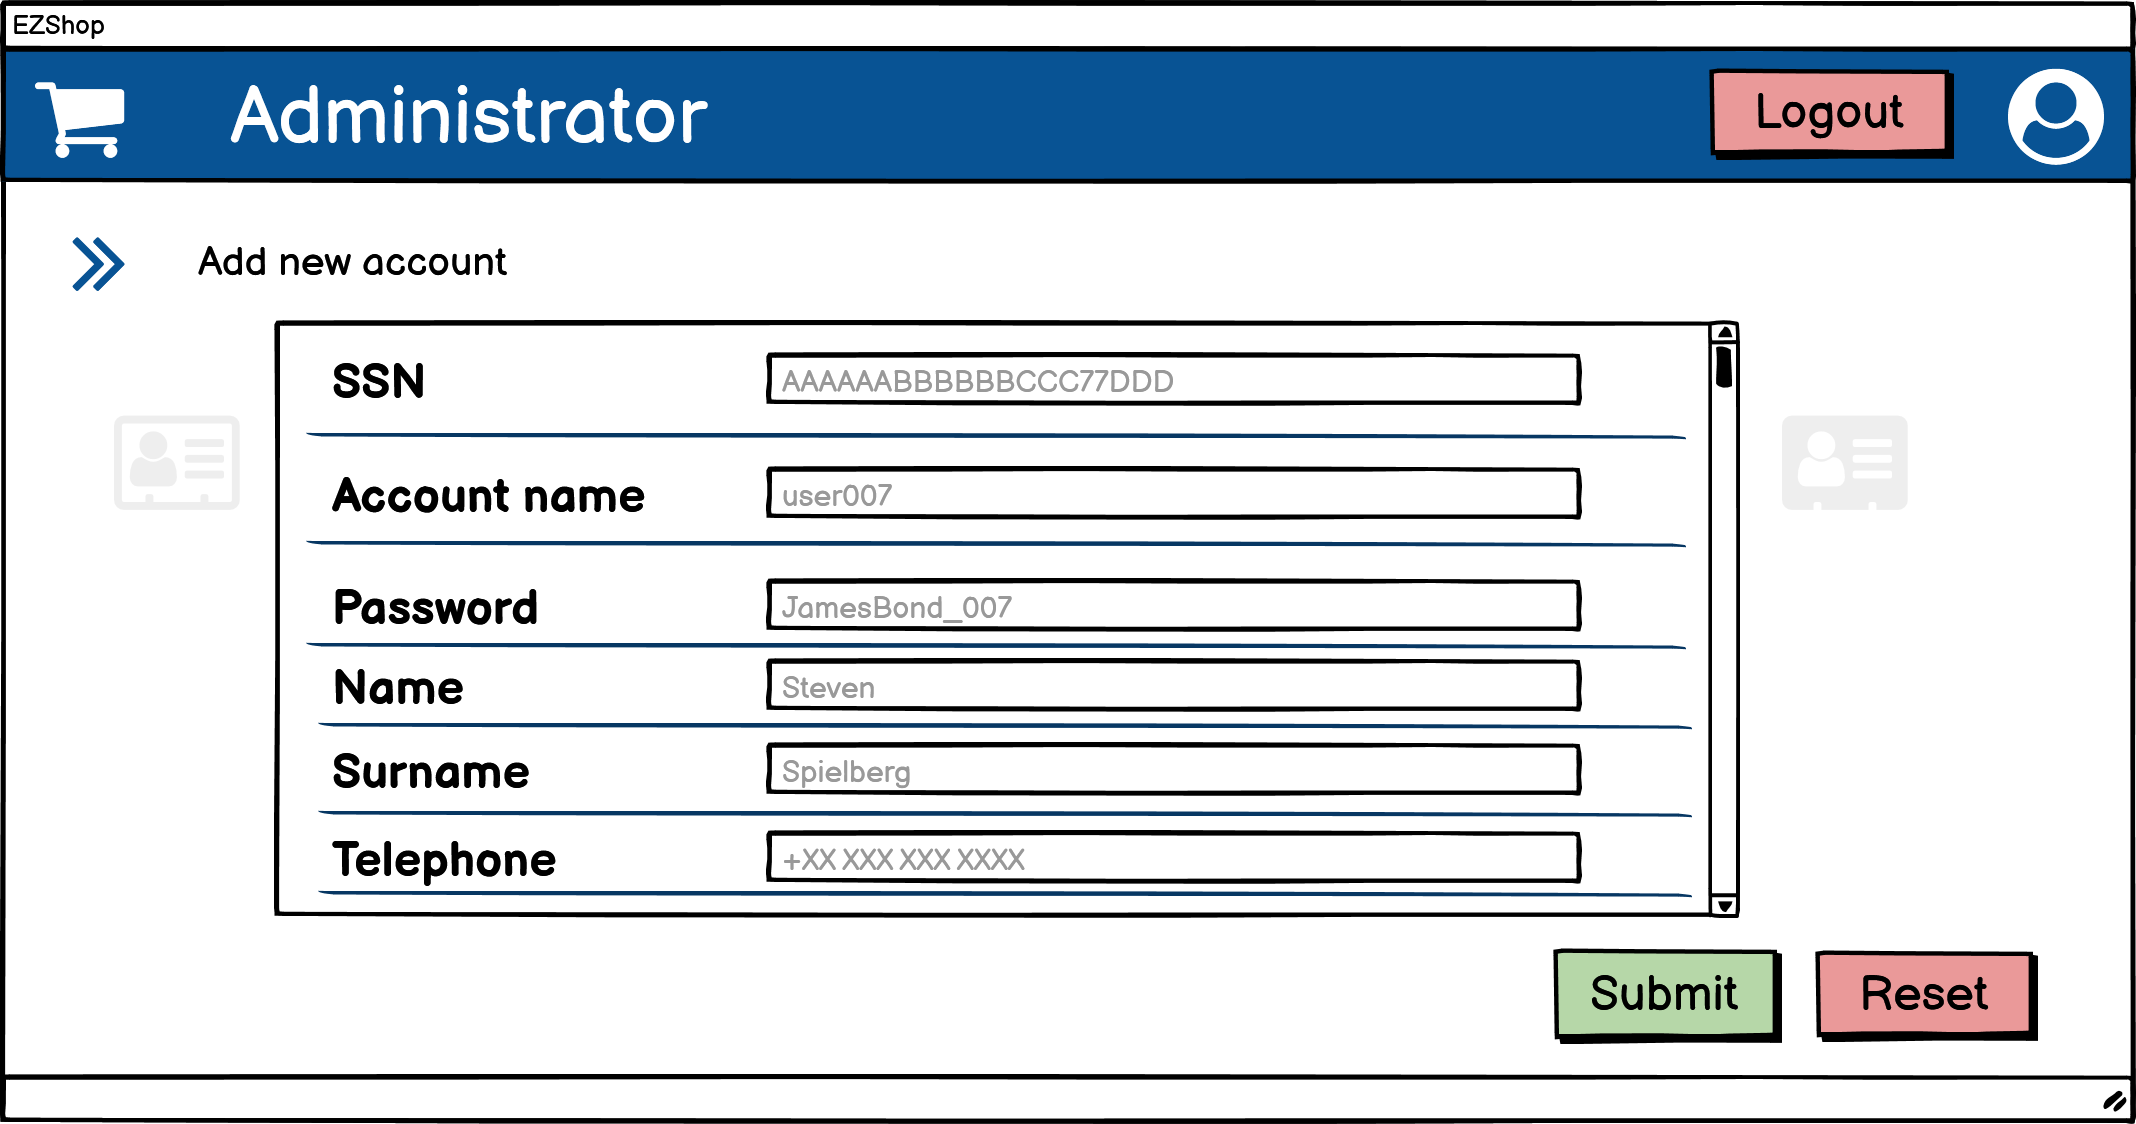 EZShop
Administrator
Logout
Add new account
SSN
AAAAAABBBBBBCCC77DDD
Account name
user007
Password
JamesBond_007
Name
Steven
Surname
Spielberg
Telephone
+XX XXX XXX XXXX
Submit
Reset